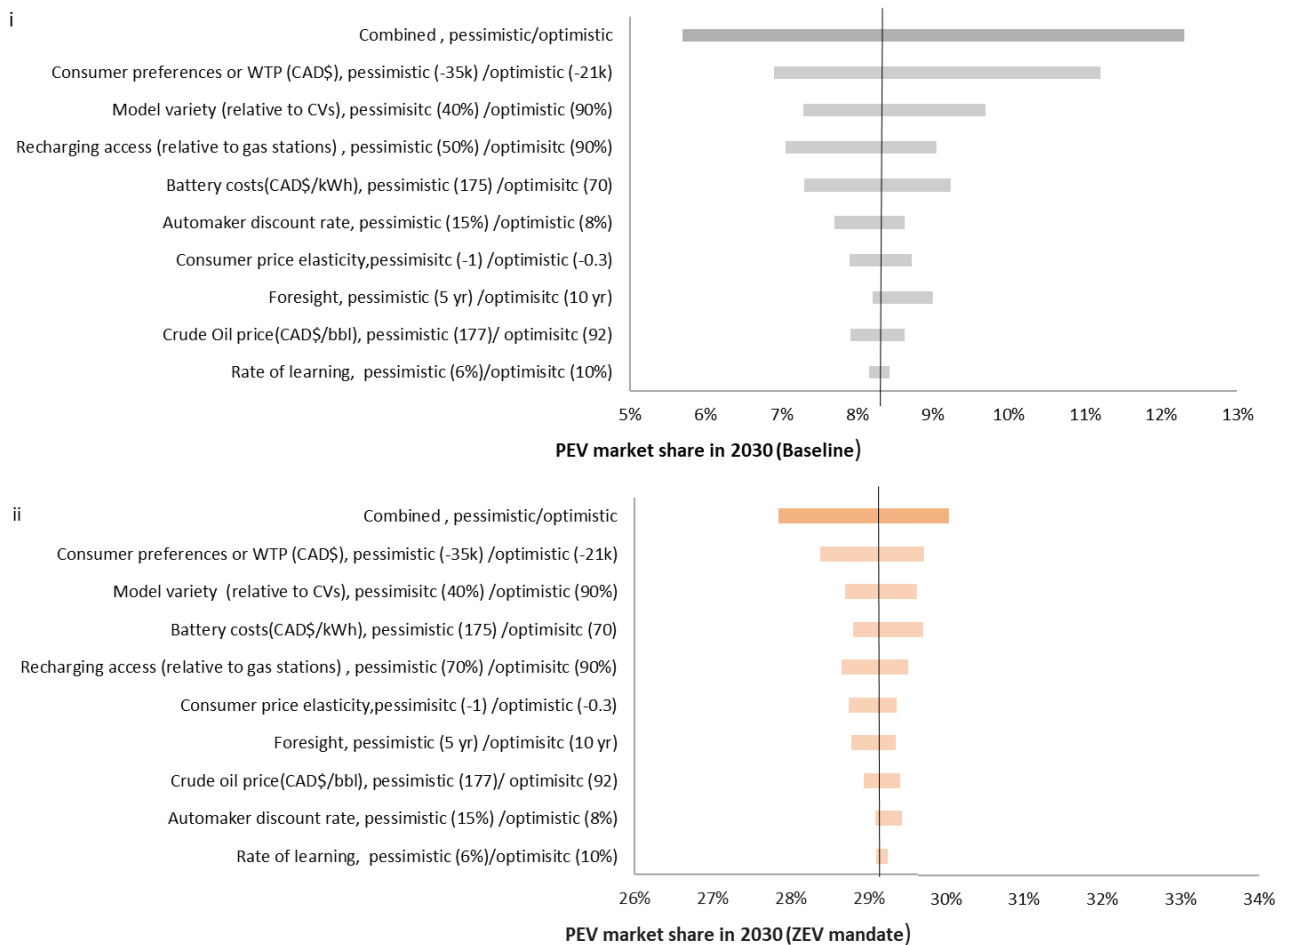 i
Combined , pessimistic/optimistic
Consumer preferences or WTP (CAD$), pessimistic (-35k) /optimistic (-21k)
Model variety (relative to CVs), pessimisitc (40%) /optimistic (90%)
Recharging access (relative to gas stations) , pessimistic (50%) /optimisitc (90%)
Battery costs(CAD$/kWh), pessimistic (175) /optimisitc (70)
Automaker discount rate, pessimistic (15%) /optimistic (8%)
Consumer price elasticity,pessimisitc (-1) /optimistic (-0.3)
Foresight, pessimistic (5 yr) /optimisitc (10 yr)
Crude Oil price(CAD$/bbl), pessimistic (177)/ optimisitc (92)
Rate of learning, pessimistic (6%)/optimisitc (10%)
5% 6% 7% 8% 9% 10% 11% 12% 13%
PEV market share in 2030 (Baseline)
ii
Combined , pessimistic/optimistic
Consumer preferences or WTP (CAD$), pessimistic (-35k) /optimistic (-21k)
Model variety (relative to CVs), pessimisitc (40%) /optimistic (90%)
Battery costs(CAD$/kWh), pessimistic (175) /optimisitc (70)
Recharging access (relative to gas stations) , pessimistic (70%) /optimisitc (90%)
Consumer price elasticity,pessimisitc (-1) /optimistic (-0.3)
Foresight, pessimistic (5 yr) /optimisitc (10 yr)
Crude oil price(CAD$/bbl), pessimistic (177)/ optimisitc (92)
Automaker discount rate, pessimistic (15%) /optimistic (8%)
Rate of learning, pessimistic (6%)/optimisitc (10%)
26% 27% 28% 29% 30% 31% 32% 33% 34%
PEV market share in 2030 (ZEV mandate)